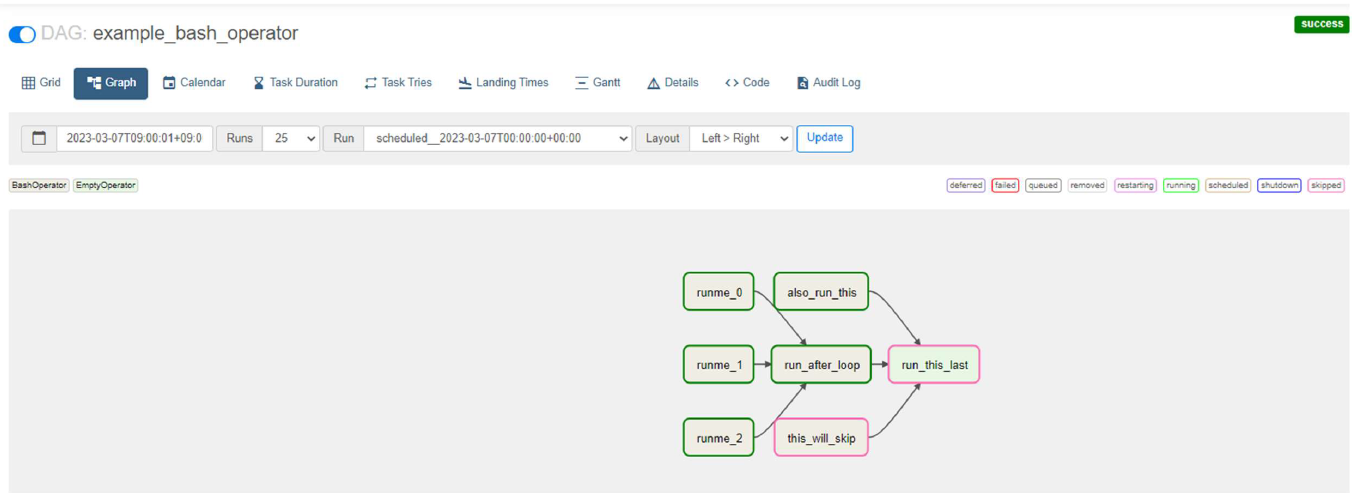 DAG: example_bash_operator
success
Grid Graph Calendar Task Duration Task Tries Landing Times Gantt Details Code Audit Log
2023-03-07T09:00:01+09:0 Runs 25 Run scheduled__2023-03-07T00:00:00+00:00 Layout Left > Right Update
BashOperator EmptyOperator deferred failed queued removed restarting running scheduled shutdown skipped
runme_0 also_run_this
runme_1 run_after_loop run_this_last
runme_2 this_will_skip